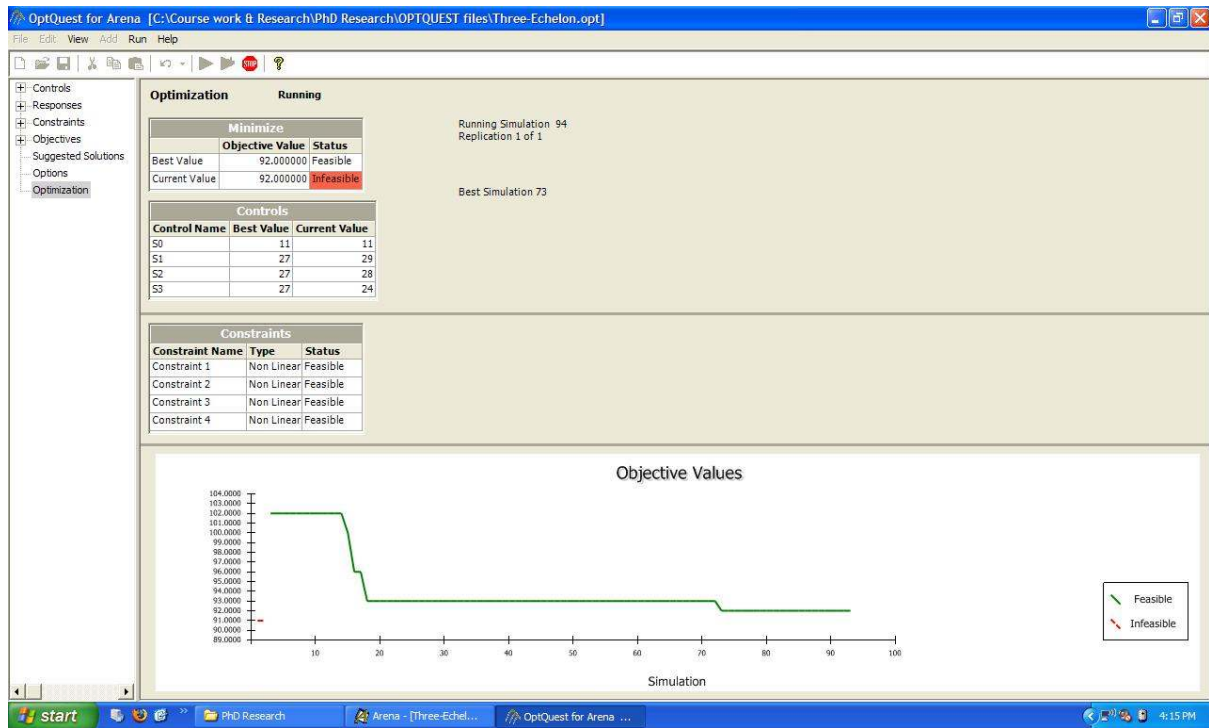 OptQuest for Arena [C:\Course work & Research\PhD Research\OPTQUEST files\Three-Echelon.opt]
File Edit View Add Run Help
STOP
Controls
Responses
Constraints
Objectives
Suggested Solutions
Options
Optimization
Optimization Running
Running Simulation 94
Replication 1 of 1
Best Simulation 73
Minimize
Objective Value Status
Best Value 92.000000 Feasible
Current Value 92.000000 Infeasible
Controls
Control Name Best Value Current Value
S0 11 11
S1 27 29
S2 27 28
S3 27 24
Constraints
Constraint Name Type Status
Constraint 1 Non Linear Feasible
Constraint 2 Non Linear Feasible
Constraint 3 Non Linear Feasible
Constraint 4 Non Linear Feasible
Objective Values
104.0000
103.0000
102.0000
101.0000
100.0000
99.0000
98.0000
97.0000
96.0000
95.0000
94.0000
93.0000
92.0000
91.0000
90.0000
89.0000
10 20 30 40 50 60 70 80 90 100
Simulation
Feasible
Infeasible
start
PhD Research
Arena - [Three-Echel...
OptQuest for Arena ...
4:15 PM